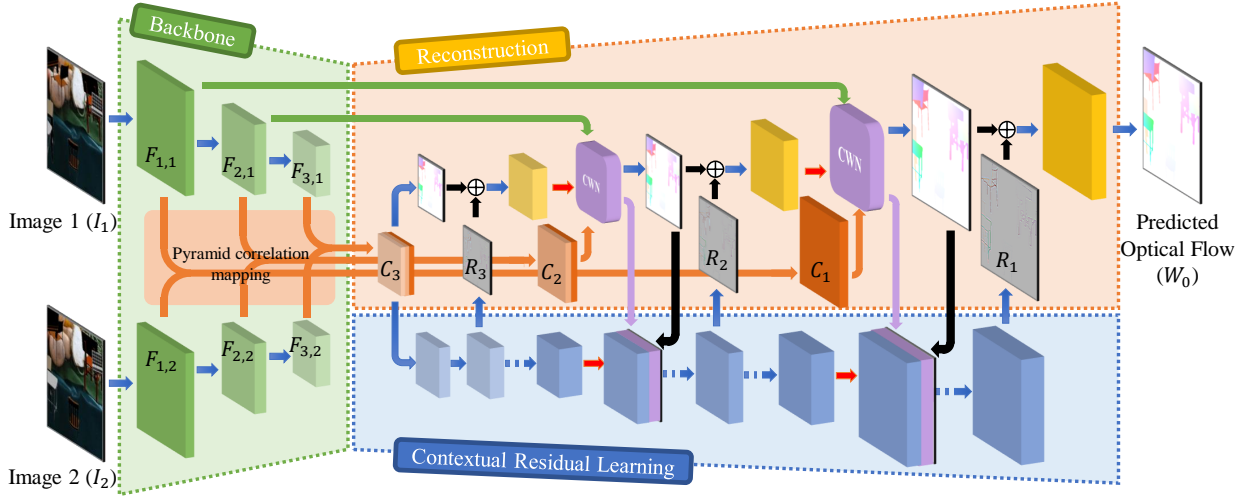 Backbone
Reconstruction
F1,1
F2,1
F3,1
CWN
CWN
Image 1 (I1)
Pyramid correlation
mapping
C3
R3
C2
R2
C1
R1
Predicted
Optical Flow
(W0)
F1,2
F2,2
F3,2
Image 2 (I2)
Contextual Residual Learning